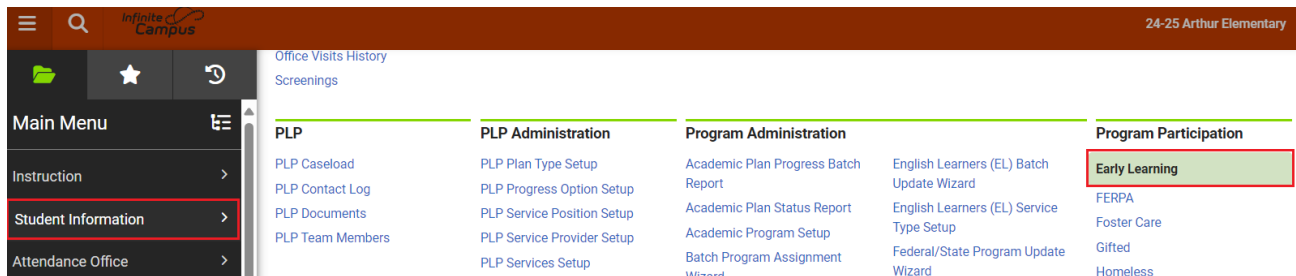 Infinite
Campus
24-25 Arthur Elementary
Main Menu
Instruction
Student Information
Attendance Office
Office Visits History
Screenings
PLP
PLP Caseload
PLP Contact Log
PLP Documents
PLP Team Members
PLP Administration
PLP Plan Type Setup
PLP Progress Option Setup
PLP Service Position Setup
PLP Service Provider Setup
PLP Services Setup
Program Administration
Academic Plan Progress Batch
Report
Academic Plan Status Report
Academic Program Setup
Batch Program Assignment
Wizard
English Learners (EL) Batch
Update Wizard
English Learners (EL) Service
Type Setup
Federal/State Program Update
Wizard
Program Participation
Early Learning
FERPA
Foster Care
Gifted
Homeless